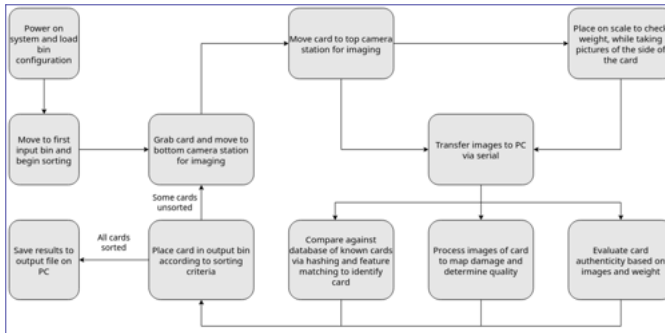 Power on
system and load
bin
configuration
Move card to top camera
station for imaging
Place on scale to check
weight, while taking
pictures of the side of
the card
Move to first
input bin and
begin sorting
Grab card and move to
bottom camera station
for imaging
Transfer images to PC
via serial
Some cards
unsorted
All cards
sorted
Save results to
output file on
PC
Place card in output bin
according to sorting
criteria
Compare against
database of known cards
via hashing and feature
matching to identify
card
Process images of card
to map damage and
determine quality
Evaluate card
authenticity based on
images and weight